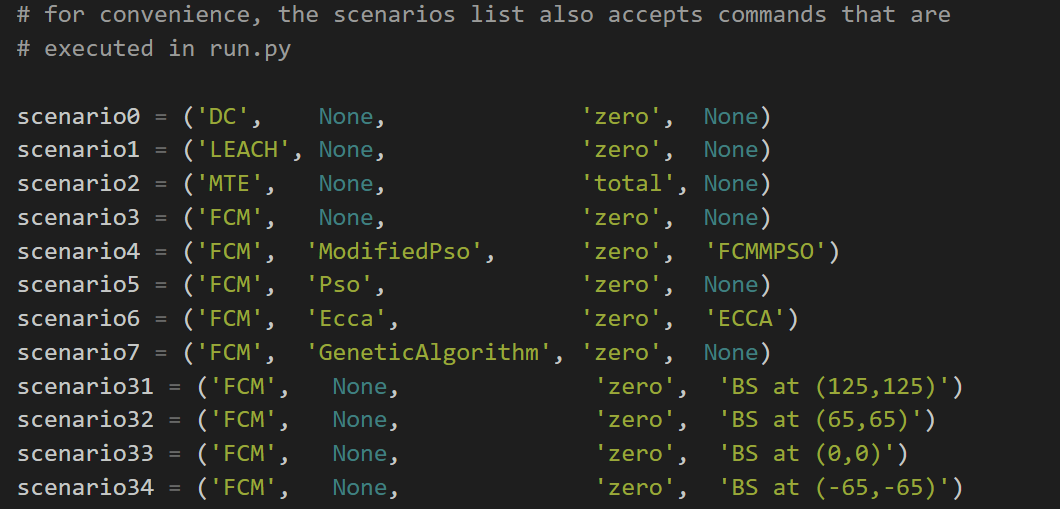 # for convenience, the scenarios list also accepts commands that are
# executed in run.py
scenario0 = ('DC',    None,              'zero',  None)
scenario1 = ('LEACH', None,              'zero',  None)
scenario2 = ('MTE',   None,              'total', None)
scenario3 = ('FCM',   None,              'zero',  None)
scenario4 = ('FCM',  'ModifiedPso',      'zero',  'FCMMPSO')
scenario5 = ('FCM',  'Pso',              'zero',  None)
scenario6 = ('FCM',  'Ecca',             'zero',  'ECCA')
scenario7 = ('FCM',  'GeneticAlgorithm', 'zero',  None)
scenario31 = ('FCM',   None,              'zero',  'BS at (125,125)')
scenario32 = ('FCM',   None,              'zero',  'BS at (65,65)')
scenario33 = ('FCM',   None,              'zero',  'BS at (0,0)')
scenario34 = ('FCM',   None,              'zero',  'BS at (-65,-65)')